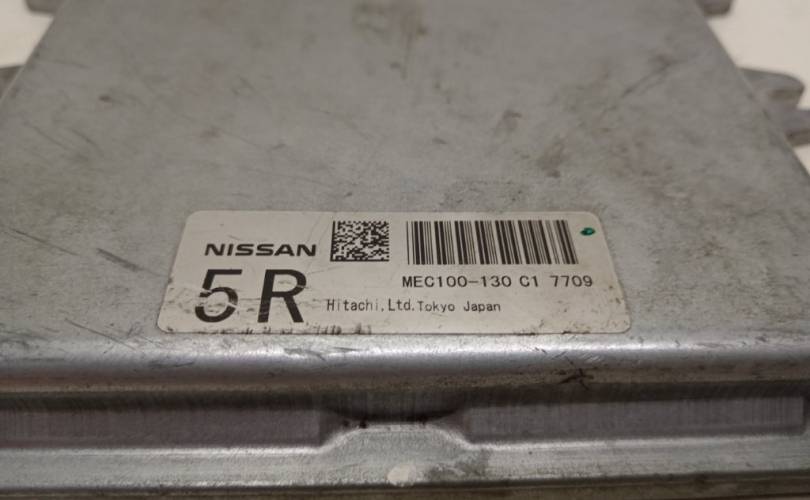 NISSAN
MEC100-130 C1 7709
5R Hitachi,Ltd.Tokyo Japan